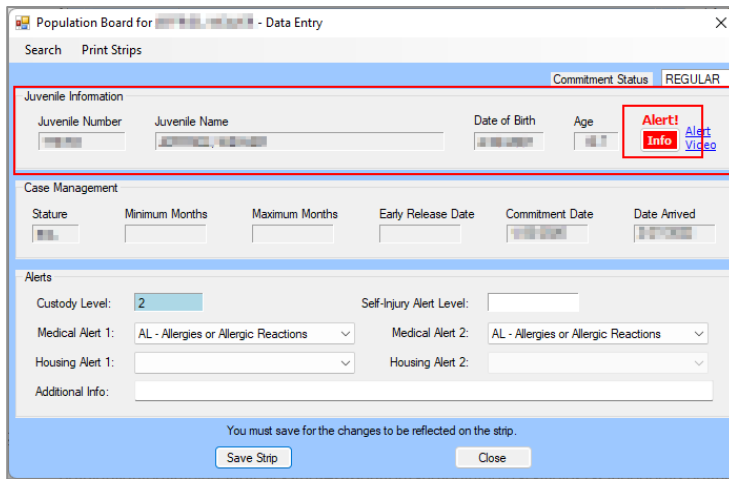 Population Board for - Data Entry
Search Print Strips
Commitment Status REGULAR
Juvenile Information
Juvenile Number Juvenile Name Date of Birth Age Alert!
Info Alert Video
Case Management
Stature Minimum Months Maximum Months Early Release Date Commitment Date Date Arrived
Alerts
Custody Level: 2 Self-Injury Alert Level:
Medical Alert 1: AL - Allergies or Allergic Reactions Medical Alert 2: AL - Allergies or Allergic Reactions
Housing Alert 1: Housing Alert 2:
Additional Info:
You must save for the changes to be reflected on the strip.
Save Strip Close